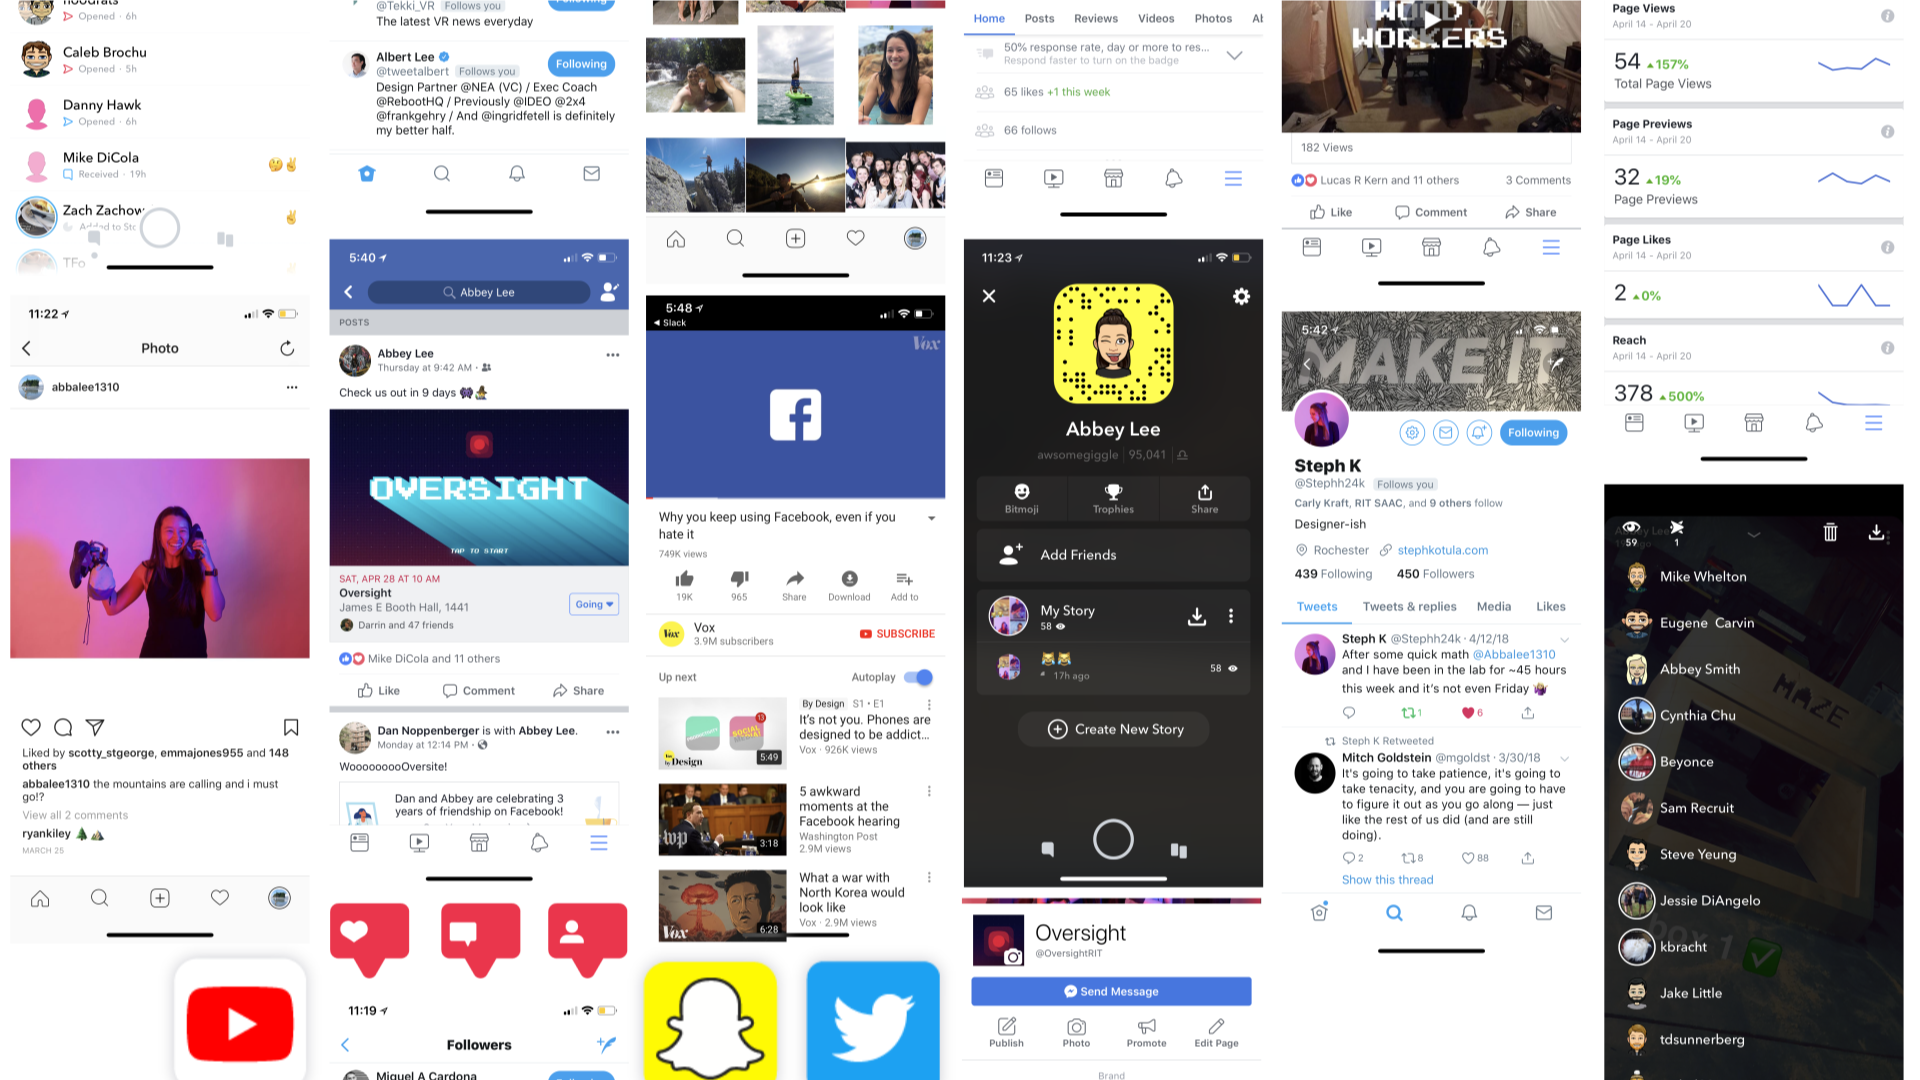 Opened · 6h
Caleb Brochu
Opened · 5h
Danny Hawk
Opened · 6h
Mike DiCola
Received · 19h
Zach Zachow
Added to Stc
TFo
11:22
Photo
abbalee1310
Liked by scotty_stgeorge, emmajones955 and 148
others
abbalee1310 the mountains are calling and i must
go!?
View all 2 comments
ryankiley
MARCH 25
@Tekki_VR Follows you
The latest VR news everyday
Albert Lee
Following
@tweetalbert Follows you
Design Partner @NEA (VC) / Exec Coach
@RebootHQ / Previously @IDEO @2x4
@frankgehry / And @ingridfetell is definitely
my better half.
5:40
Abbey Lee
POSTS
Abbey Lee
Thursday at 9:42 AM ·
Check us out in 9 days
OVERSIGHT
TAP TO START
SAT, APR 28 AT 10 AM
Oversight
James E Booth Hall, 1441
Going
Darrin and 47 friends
Mike DiCola and 11 others
Like Comment Share
Dan Noppenberger is with Abbey Lee.
Monday at 12:14 PM ·
WooooooooOversite!
Dan and Abbey are celebrating 3
years of friendship on Facebook!
11:19
Followers
Miguel A Cardona
5:48
Slack
Vox
Why you keep using Facebook, even if you
hate it
749K views
19K 965 Share Download Add to
Vox
Vox
3.9M subscribers
SUBSCRIBE
Up next
Autoplay
By Design S1 · E1
It's not you. Phones are
designed to be addict...
Vox · 926K views
by Design
13
5:49
5 awkward
moments at the
Facebook hearing
Washington Post
2.9M views
wp
3:18
What a war with
North Korea would
look like
Vox · 2.9M views
Vox
6:28
Home Posts Reviews Videos Photos Al
50% response rate, day or more to res...
Respond faster to turn on the badge
65 likes +1 this week
66 follows
11:23
Abbey Lee
awsomegiggle 95,041
Bitmoji Trophies Share
Add Friends
My Story
58
17h ago
58
Create New Story
Oversight
@OversightRIT
Send Message
Publish Photo Promote Edit Page
Brand
WOOD
WORKERS
182 Views
Lucas R Kern and 11 others 3 Comments
Like Comment Share
5:42
MAKE IT
Following
Steph K
@Stephh24k Follows you
Carly Kraft, RIT SAAC, and 9 others follow
Designer-ish
Rochester stephkotula.com
439 Following 450 Followers
Tweets Tweets & replies Media Likes
Steph K @Stephh24k · 4/12/18
After some quick math @Abbalee1310
and I have been in the lab for ~45 hours
this week and it's not even Friday
1 6
Steph K Retweeted
Mitch Goldstein @mgoldst · 3/30/18
It's going to take patience, it's going to
take tenacity, and you are going to have
to figure it out as you go along — just
like the rest of us did (and are still
doing).
2 8 88
Show this thread
Page Views
April 14 - April 20
54 157%
Total Page Views
Page Previews
April 14 - April 20
32 19%
Page Previews
Page Likes
April 14 - April 20
2 0%
Reach
April 14 - April 20
378 500%
59 1
Mike Whelton
Eugene Carvin
Abbey Smith
MAZE
Cynthia Chu
Beyonce
Sam Recruit
Steve Yeung
Jessie DiAngelo
kbracht
Jake Little
tdsunnerberg